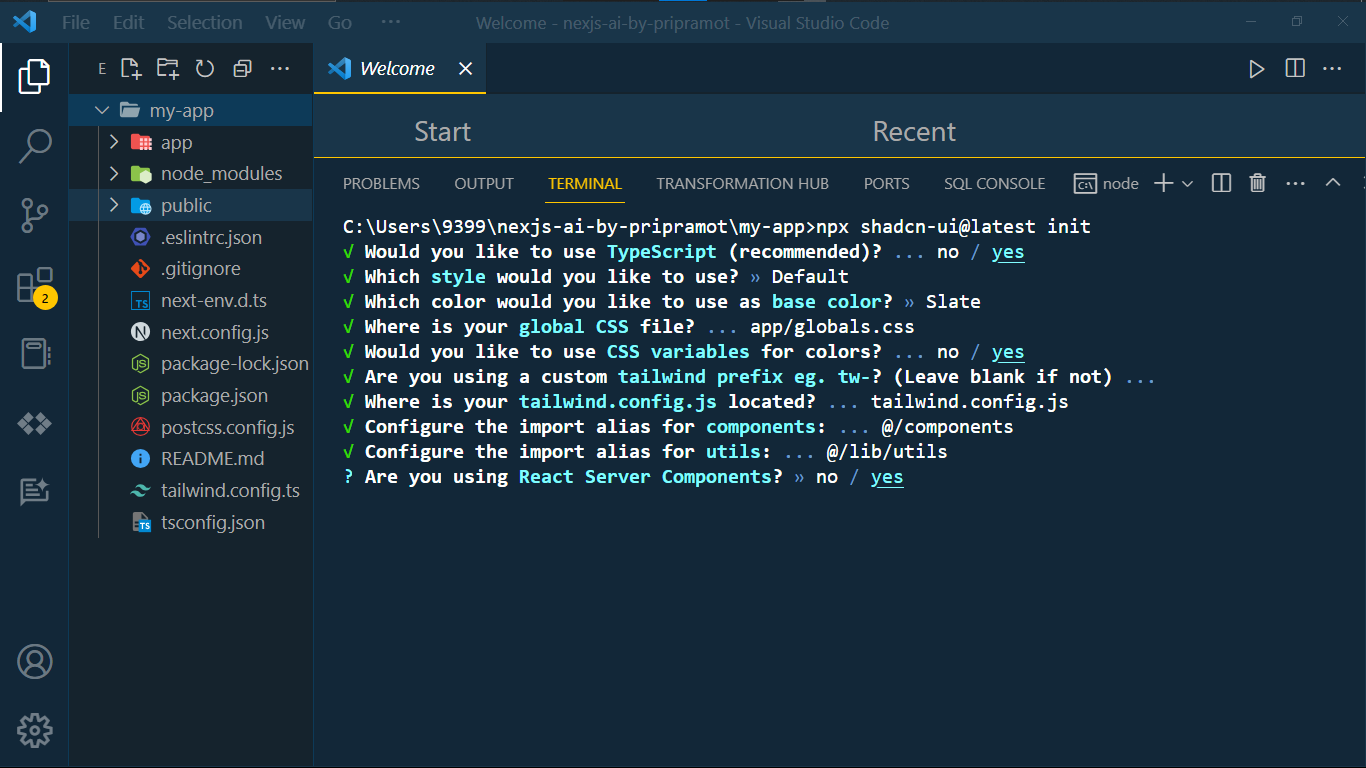 File Edit Selection View Go ··· Welcome - nexjs-ai-by-pripramot - Visual Studio Code
E
Welcome
my-app
app
node_modules
public
.eslintrc.json
.gitignore
next-env.d.ts
next.config.js
package-lock.json
package.json
postcss.config.js
README.md
tailwind.config.ts
tsconfig.json
2
Start Recent
PROBLEMS OUTPUT TERMINAL TRANSFORMATION HUB PORTS SQL CONSOLE node
C:\Users\9399\nexjs-ai-by-pripramot\my-app>npx shadcn-ui@latest init
√ Would you like to use TypeScript (recommended)? ... no / yes
√ Which style would you like to use? » Default
√ Which color would you like to use as base color? » Slate
√ Where is your global CSS file? ... app/globals.css
√ Would you like to use CSS variables for colors? ... no / yes
√ Are you using a custom tailwind prefix eg. tw-? (Leave blank if not) ...
√ Where is your tailwind.config.js located? ... tailwind.config.js
√ Configure the import alias for components: ... @/components
√ Configure the import alias for utils: ... @/lib/utils
? Are you using React Server Components? » no / yes